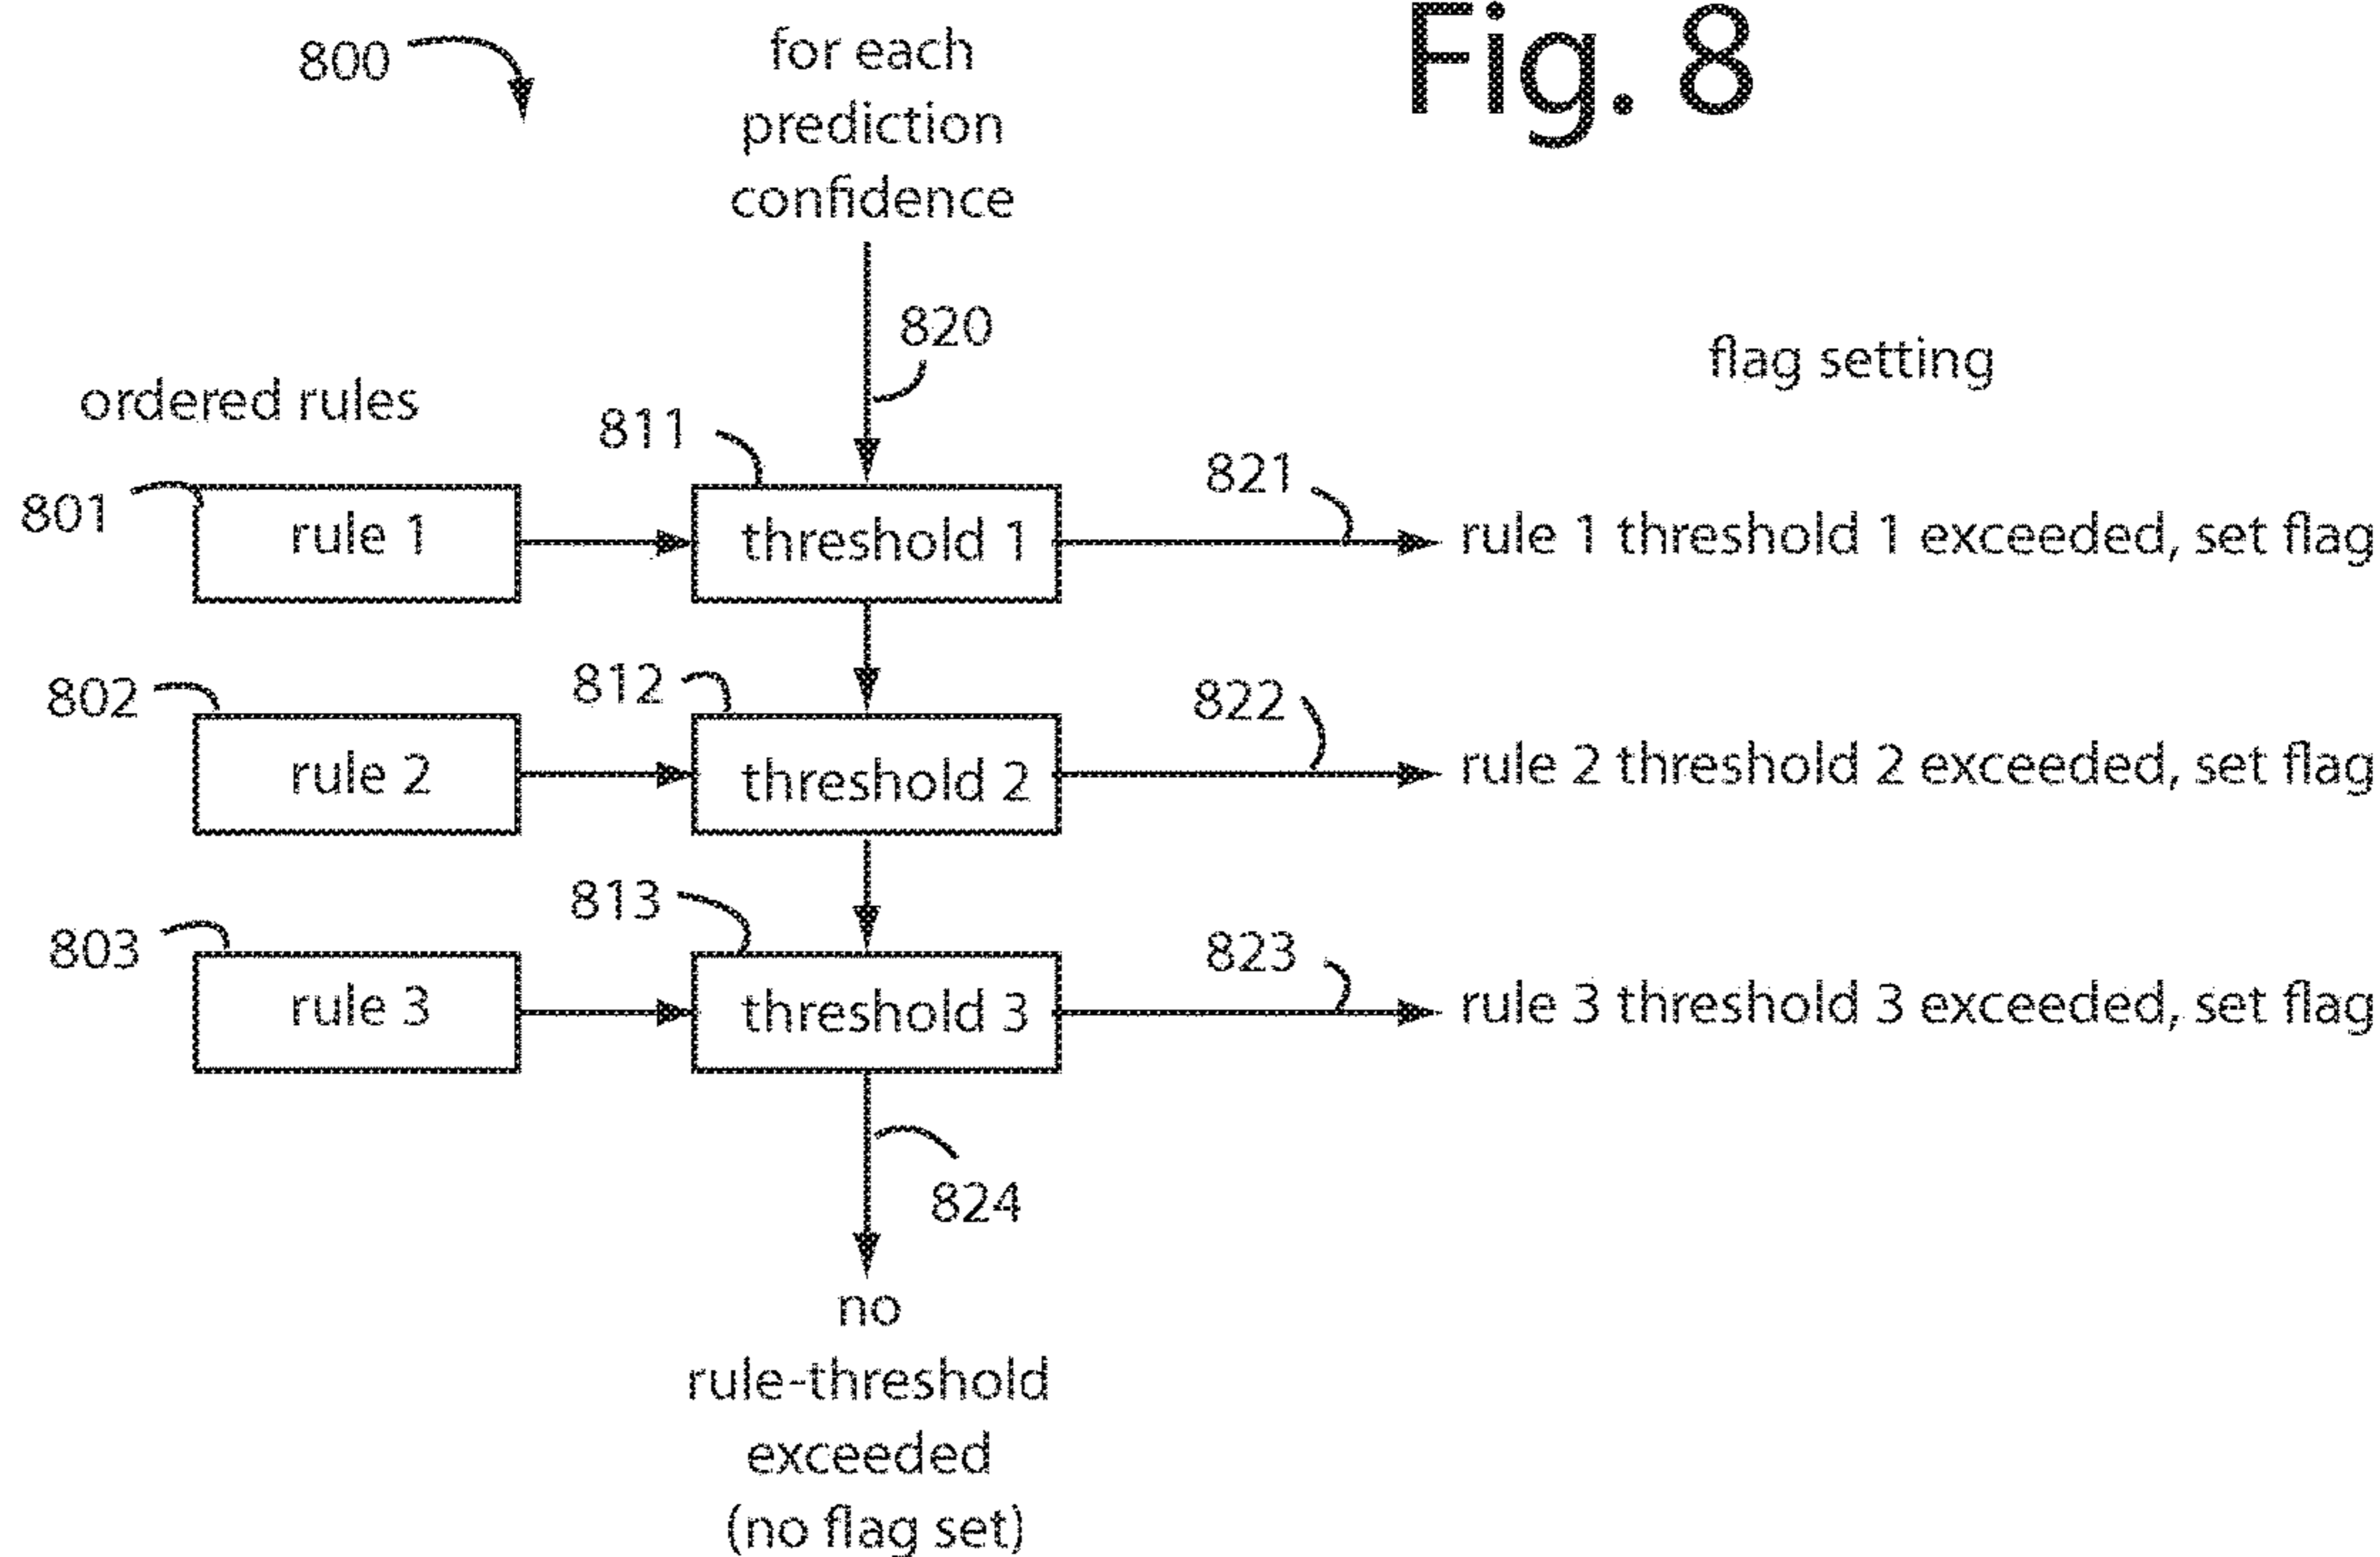 Fig. 8
800
for each
prediction
confidence
820
flag setting
ordered rules
811
821
801
rule 1
threshold 1
rule 1 threshold 1 exceeded, set flag
802
812
822
rule 2
threshold 2
rule 2 threshold 2 exceeded, set flag
803
813
823
rule 3
threshold 3
rule 3 threshold 3 exceeded, set flag
824
no
rule-threshold
exceeded
(no flag set)